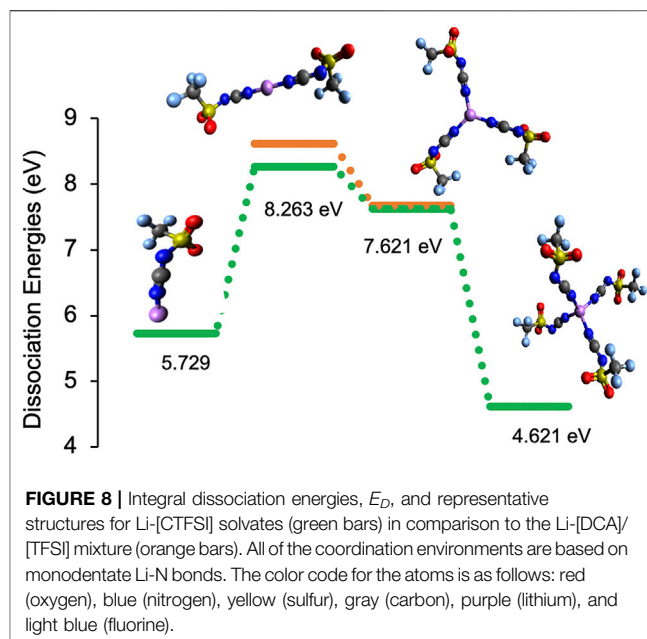 Dissociation Energies (eV)
9
8
7
6
5
4
5.729
8.263 eV
7.621 eV
4.621 eV
FIGURE 8 | Integral dissociation energies, E_D, and representative
structures for Li-[CTFSI] solvates (green bars) in comparison to the Li-[DCA]/
[TFSI] mixture (orange bars). All of the coordination environments are based on
monodentate Li-N bonds. The color code for the atoms is as follows: red
(oxygen), blue (nitrogen), yellow (sulfur), gray (carbon), purple (lithium), and
light blue (fluorine).